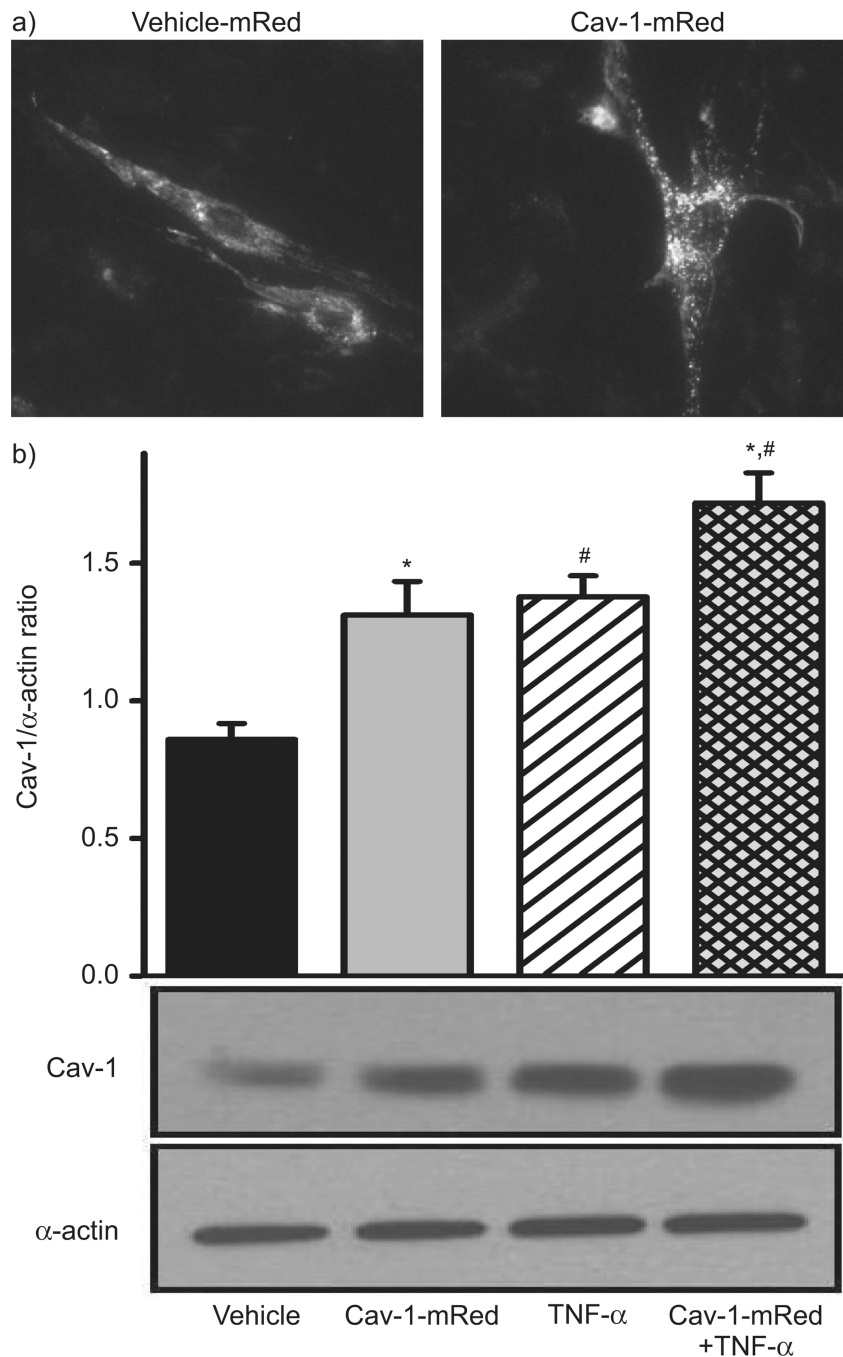 a)
Vehicle-mRed
Cav-1-mRed
b)
Cav-1/α-actin ratio
1.5
1.0
0.5
0.0
*
#
*,#
Cav-1
α-actin
Vehicle
Cav-1-mRed
TNF-α
Cav-1-mRed
+TNF-α